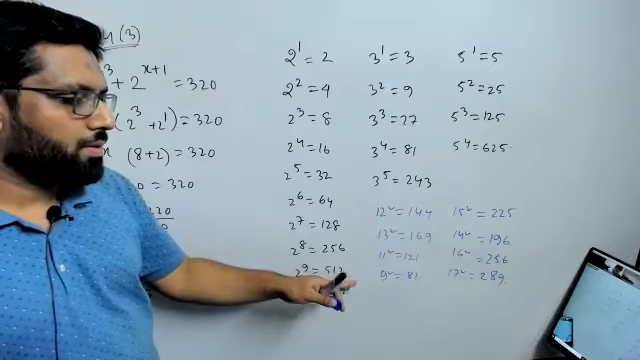 (3)
+ 2^(x+1) = 320
(2^3 + 2^1) = 320
(8+2) = 320
= 320
2^1 = 2
2^2 = 4
2^3 = 8
2^4 = 16
2^5 = 32
2^6 = 64
2^7 = 128
2^8 = 256
2^9 = 512
3^1 = 3
3^2 = 9
3^3 = 27
3^4 = 81
3^5 = 243
5^1 = 5
5^2 = 25
5^3 = 125
5^4 = 625
12^2 = 144
13^2 = 169
11^2 = 121
9^2 = 81
15^2 = 225
14^2 = 196
16^2 = 256
17^2 = 289